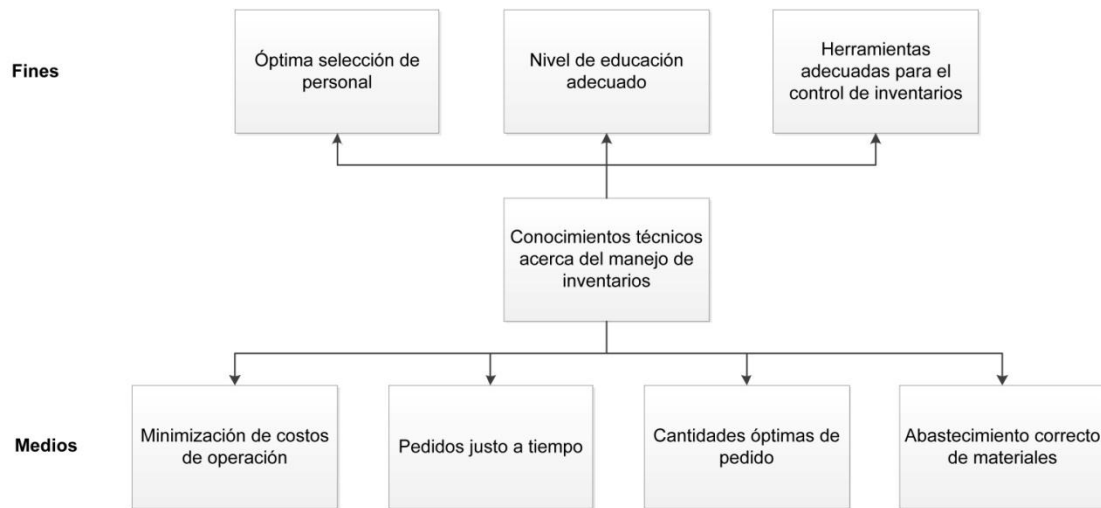 Fines
Óptima selección de
personal
Nivel de educación
adecuado
Herramientas
adecuadas para el
control de inventarios
Conocimientos técnicos
acerca del manejo de
inventarios
Medios
Minimización de costos
de operación
Pedidos justo a tiempo
Cantidades óptimas de
pedido
Abastecimiento correcto
de materiales